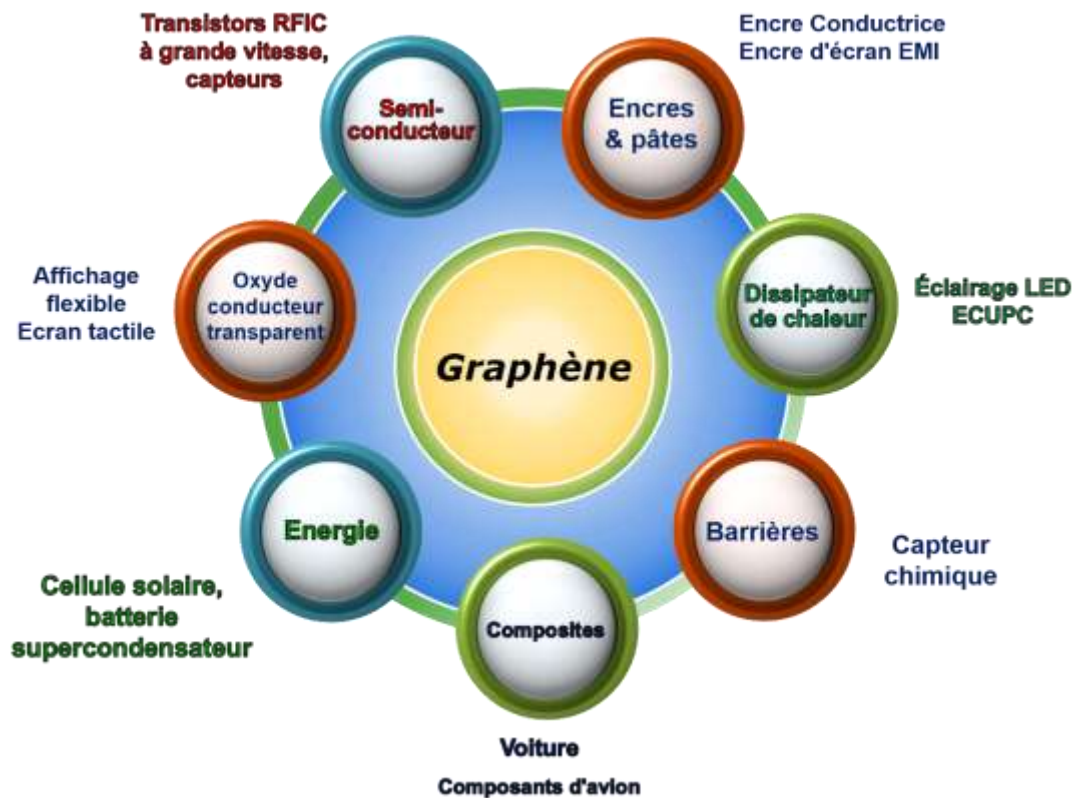 Transistors RFIC
à grande vitesse,
capteurs
Semi-
conducteur
Encre Conductrice
Encre d'écran EMI
Encres
& pâtes
Affichage
flexible
Ecran tactile
Oxyde
conducteur
transparent
Dissipateur
de chaleur
Éclairage LED
ECUPC
Graphène
Energie
Cellule solaire,
batterie
supercondensateur
Barrières
Capteur
chimique
Composites
Voiture
Composants d'avion